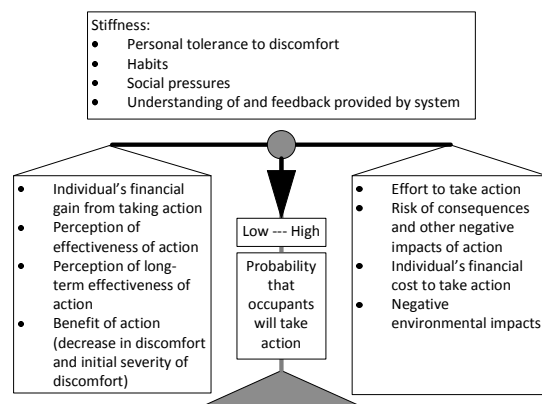 Stiffness:
• Personal tolerance to discomfort
• Habits
• Social pressures
• Understanding of and feedback provided by system
• Individual's financial
gain from taking action
• Perception of
effectiveness of action
• Perception of long-
term effectiveness of
action
• Benefit of action
(decrease in discomfort
and initial severity of
discomfort)
Low --- High
Probability
that
occupants
will take
action
• Effort to take action
• Risk of consequences
and other negative
impacts of action
• Individual's financial
cost to take action
• Negative
environmental impacts